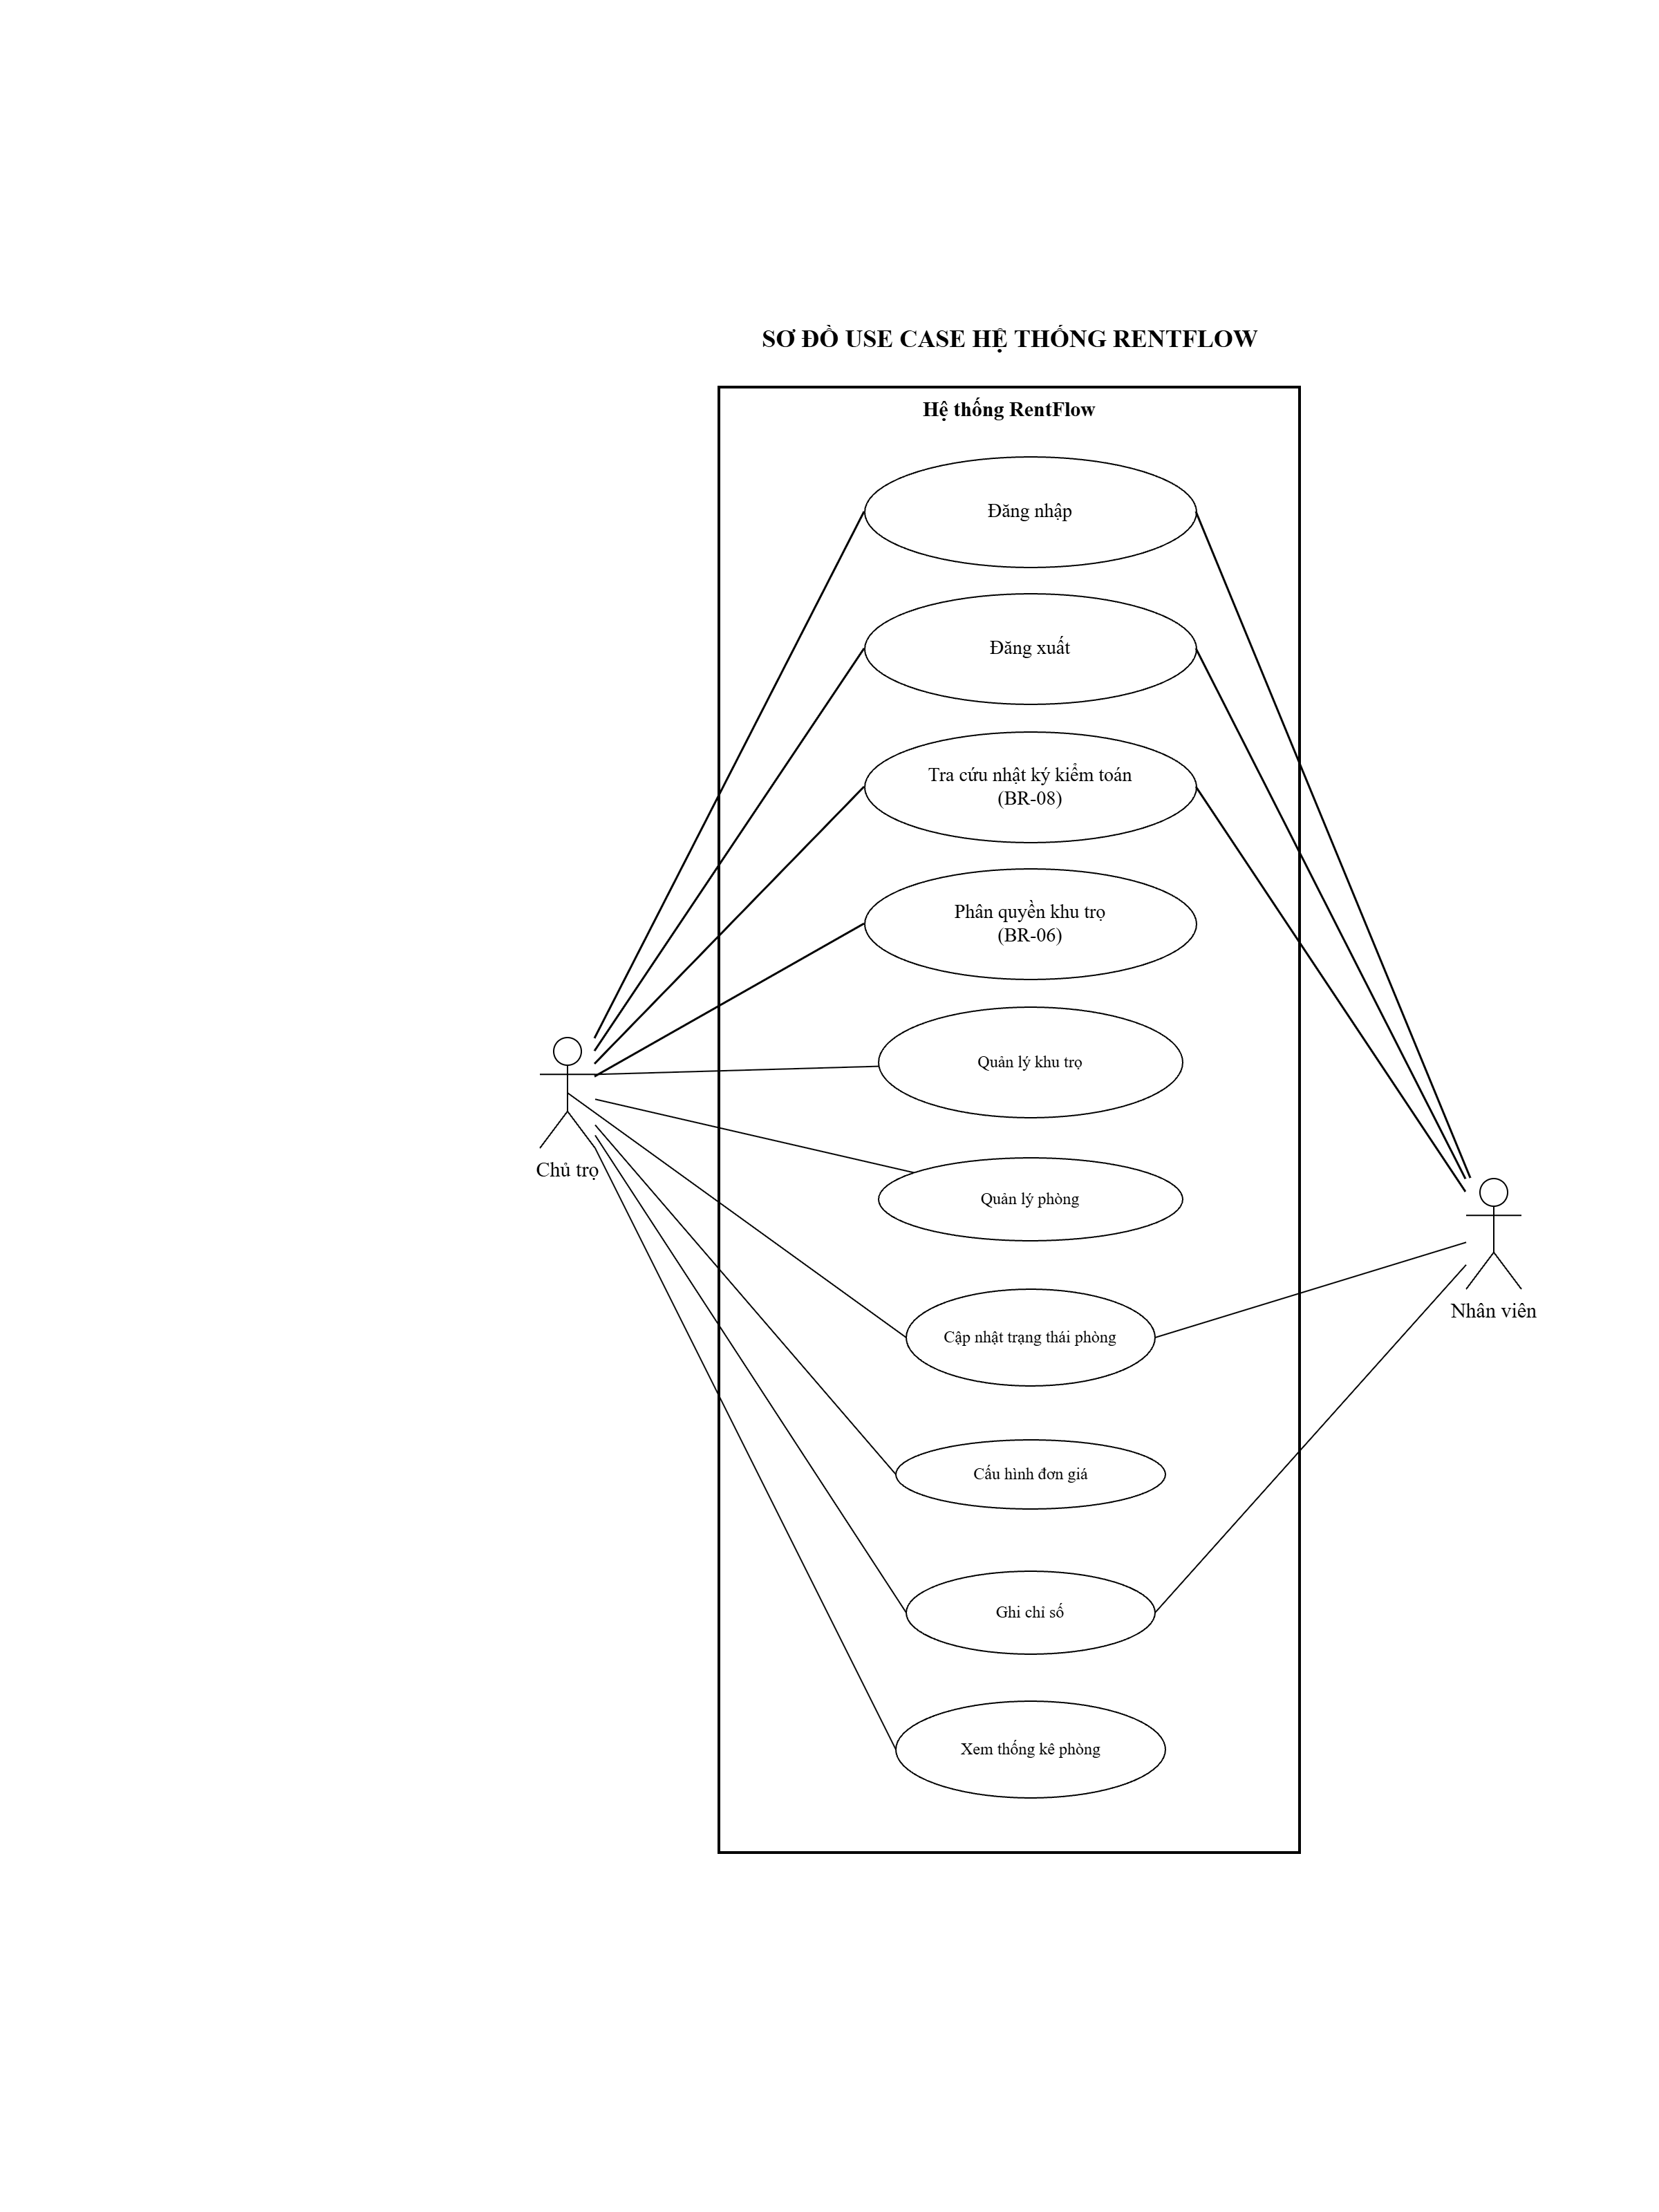 SƠ ĐỒ USE CASE HỆ THỐNG RENTFLOW
Hệ thống RentFlow
Đăng nhập
Đăng xuất
Tra cứu nhật ký kiểm toán
(BR-08)
Phân quyền khu trọ
(BR-06)
Quản lý khu trọ
Chủ trọ
Quản lý phòng
Nhân viên
Cập nhật trạng thái phòng
Cấu hình đơn giá
Ghi chỉ số
Xem thống kê phòng